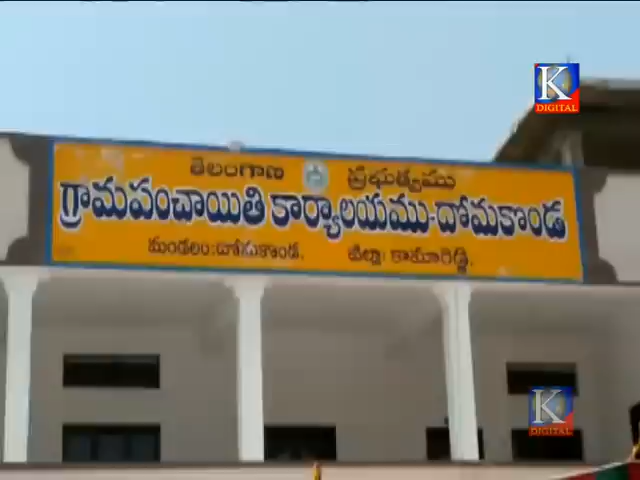 K
DIGITAL
తెలంగాణ ప్రభుత్వము
గ్రామపంచాయితి కార్యాలయము-దోమకొండ
మండలం:దోమకొండ. జిల్లా: కామారెడ్డి.
K
DIGITAL